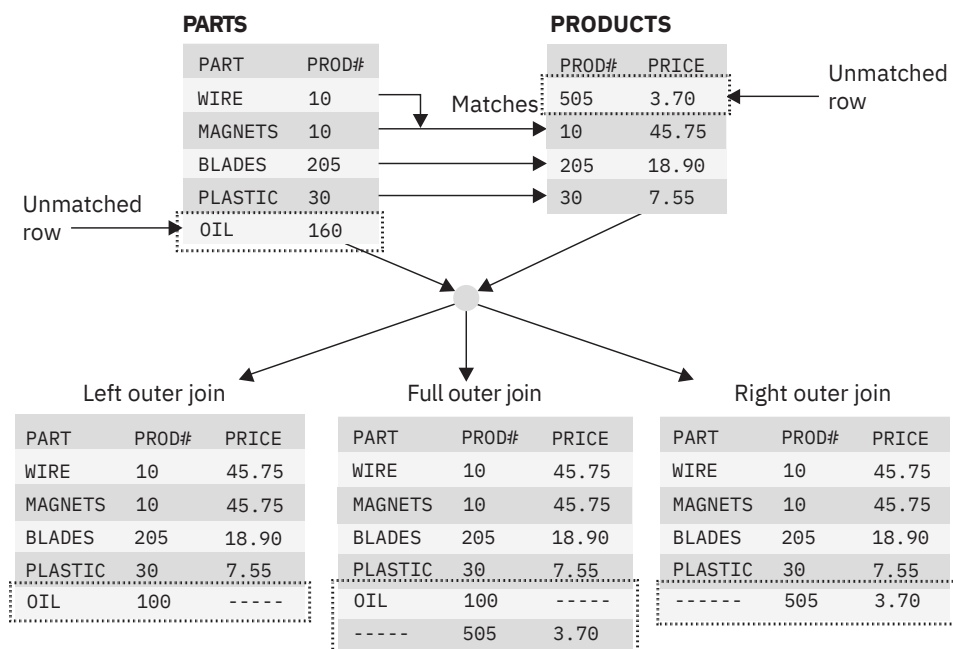 PARTS
PRODUCTS
PART PROD#
WIRE 10
MAGNETS 10
BLADES 205
PLASTIC 30
OIL 160
Unmatched
row
Matches
PROD# PRICE
505 3.70
10 45.75
205 18.90
30 7.55
Unmatched
row
Left outer join
PART PROD# PRICE
WIRE 10 45.75
MAGNETS 10 45.75
BLADES 205 18.90
PLASTIC 30 7.55
OIL 100 -----
Full outer join
PART PROD# PRICE
WIRE 10 45.75
MAGNETS 10 45.75
BLADES 205 18.90
PLASTIC 30 7.55
OIL 100 -----
----- 505 3.70
Right outer join
PART PROD# PRICE
WIRE 10 45.75
MAGNETS 10 45.75
BLADES 205 18.90
PLASTIC 30 7.55
------ 505 3.70